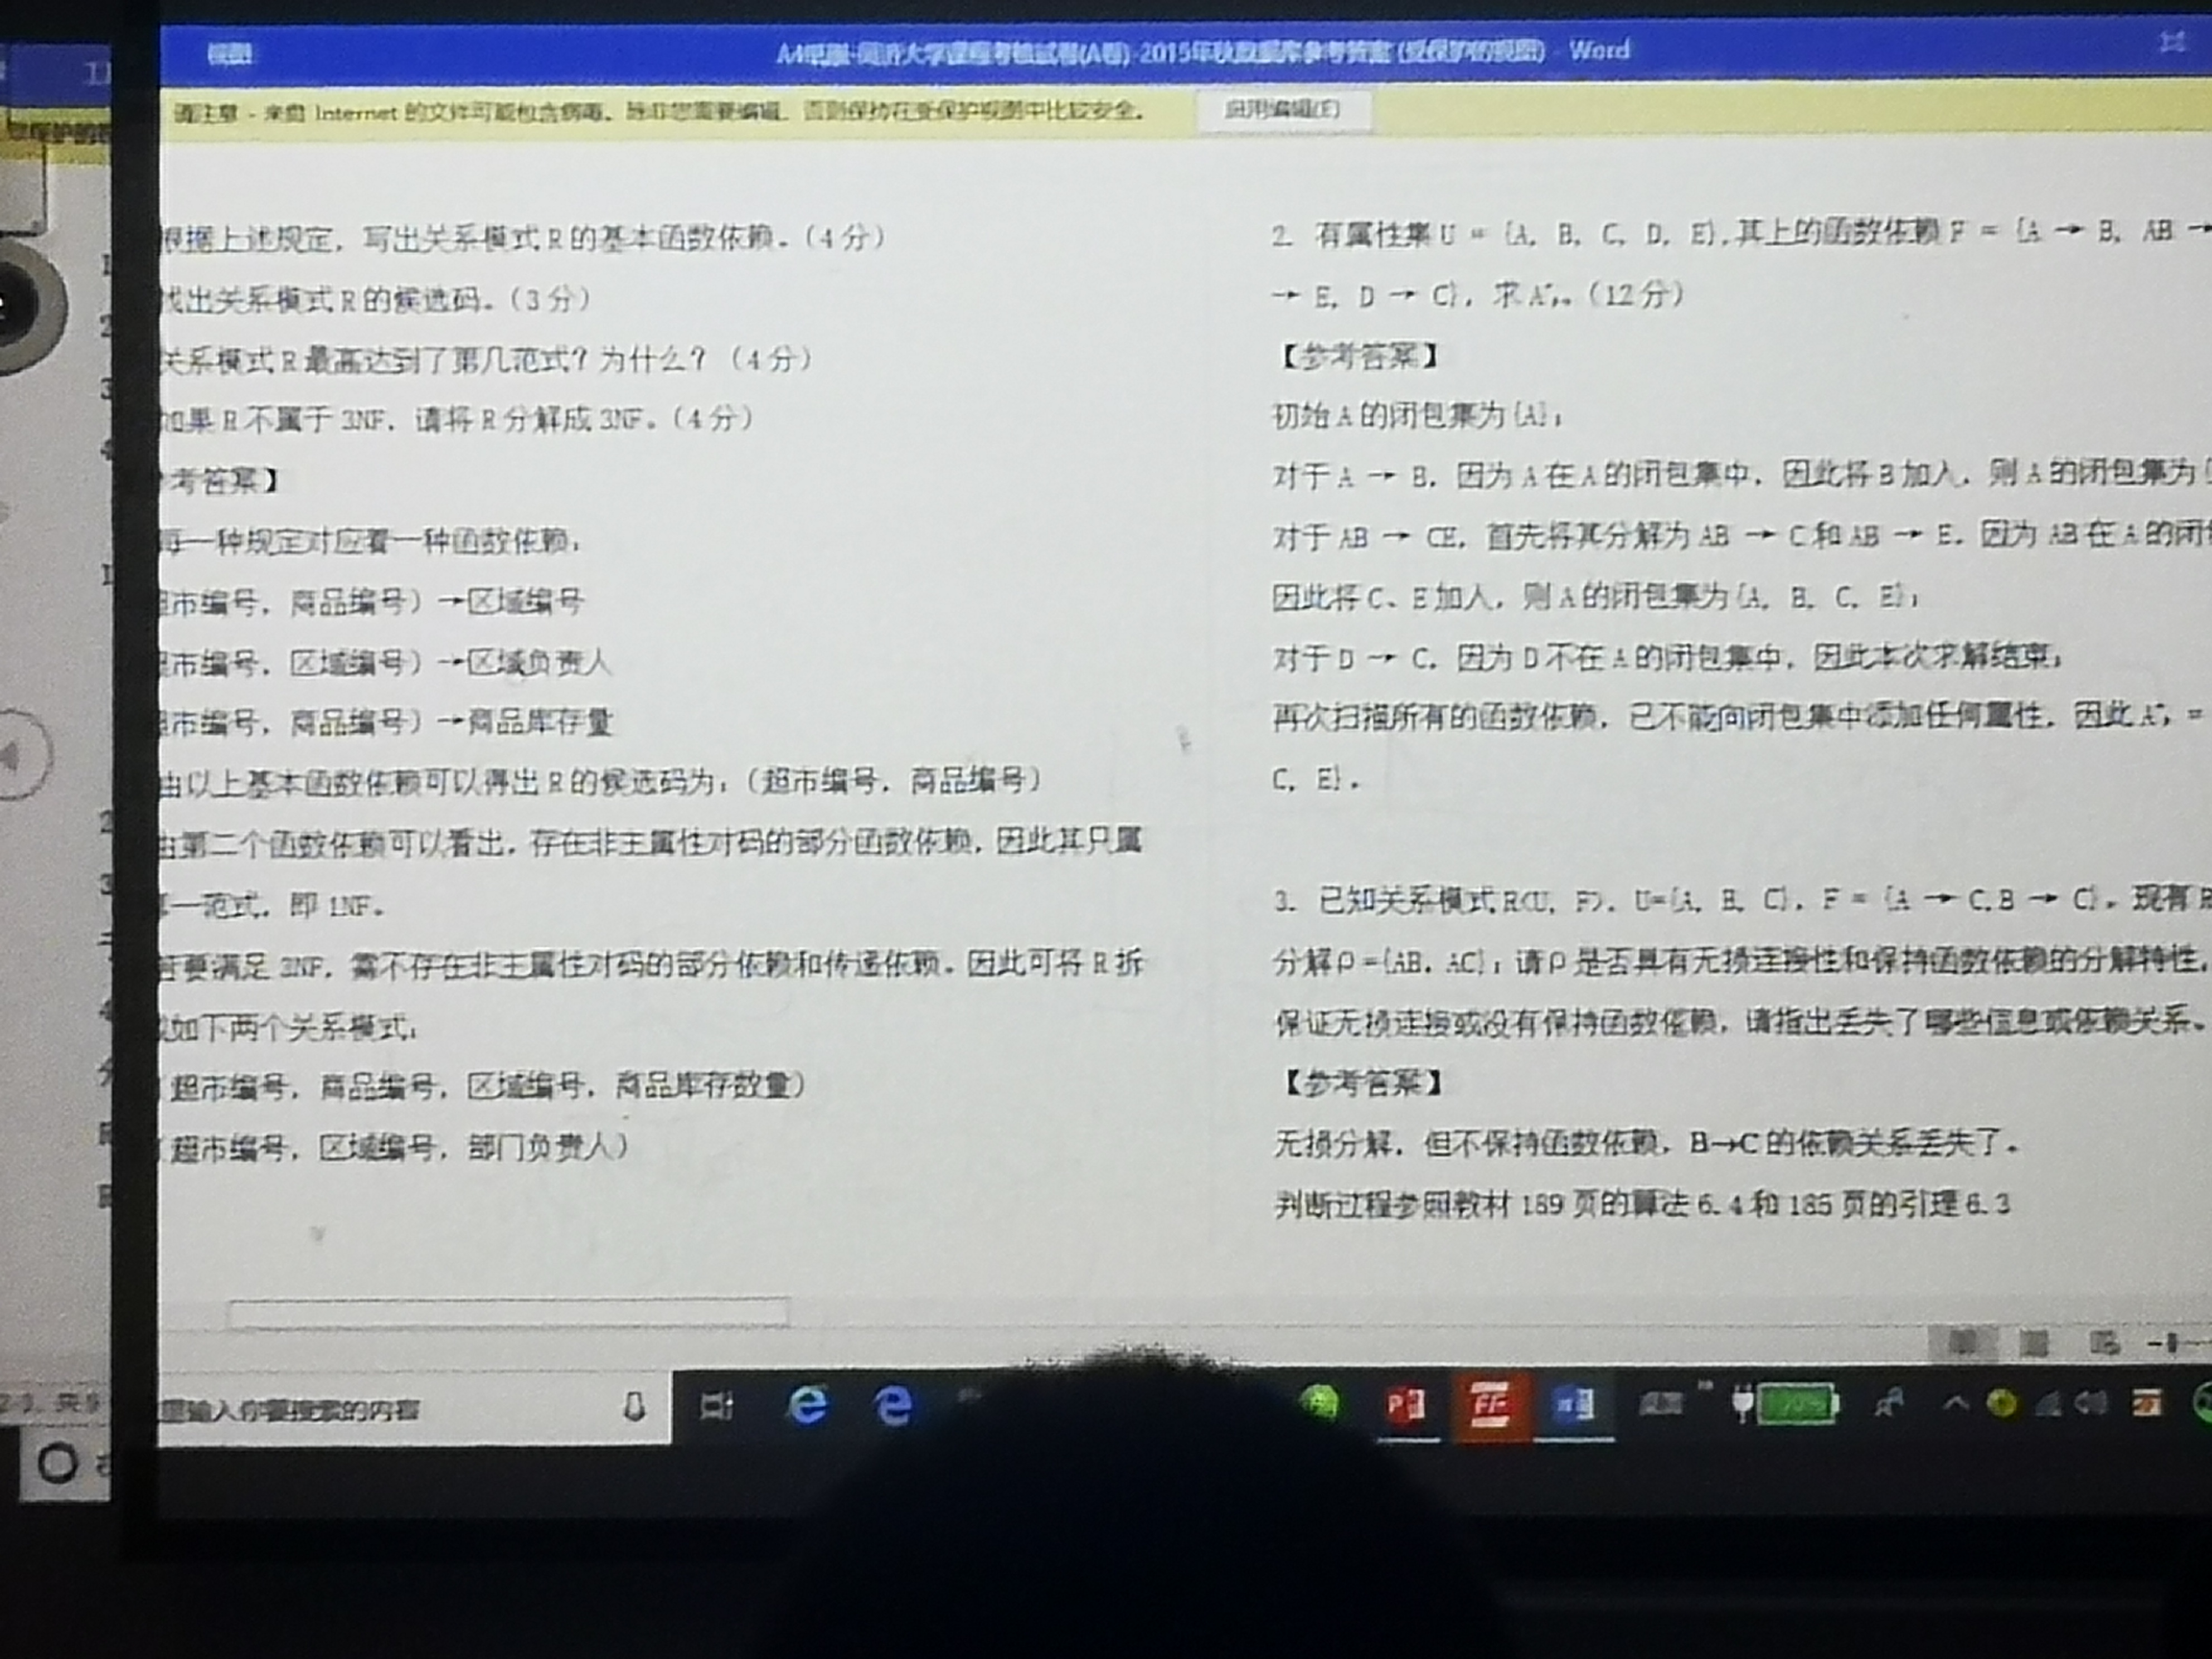 视图
大学课程考核试卷(A卷)-2015年秋数据库参考答案 (受保护的视图) - Word
请注意 - 来自 Internet 的文件可能包含病毒。除非您需要编辑，否则保持在受保护视图中比较安全。
启用编辑(E)
根据上述规定，写出关系模式 R 的基本函数依赖。（4 分）
找出关系模式 R 的候选码。（3 分）
关系模式 R 最高达到了第几范式？为什么？（4 分）
如果 R 不属于 3NF，请将 R 分解成 3NF。（4 分）
考答案】
每一种规定对应着一种函数依赖：
市编号，商品编号）→区域编号
市编号，区域编号）→区域负责人
市编号，商品编号）→商品库存量
由以上基本函数依赖可以得出 R 的候选码为：（超市编号，商品编号）
由第二个函数依赖可以看出，存在非主属性对码的部分函数依赖，因此其只属
一范式，即 1NF。
若要满足 3NF，需不存在非主属性对码的部分依赖和传递依赖。因此可将 R 拆
成如下两个关系模式：
（超市编号，商品编号，区域编号，商品库存数量）
（超市编号，区域编号，部门负责人）
2. 有属性集 U = {A, B, C, D, E},其上的函数依赖 F = {A → B, AB →
→ E, D → C}，求 A⁺F。（12 分）
【参考答案】
初始 A 的闭包集为{A}；
对于 A → B，因为 A 在 A 的闭包集中，因此将 B 加入，则 A 的闭包集为
对于 AB → CE，首先将其分解为 AB → C 和 AB → E。因为 AB 在 A 的闭
因此将 C、E 加入，则 A 的闭包集为{A, B, C, E}；
对于 D → C，因为 D 不在 A 的闭包集中，因此本次求解结束；
再次扫描所有的函数依赖，已不能向闭包集中添加任何属性，因此 A⁺F =
C, E}。
3. 已知关系模式 R<U, F>，U={A, B, C}，F = {A → C,B → C}。现有 R
分解ρ={AB, AC}；请ρ是否具有无损连接性和保持函数依赖的分解特性，
保证无损连接或没有保持函数依赖，请指出丢失了哪些信息或依赖关系。
【参考答案】
无损分解，但不保持函数依赖，B→C 的依赖关系丢失了。
判断过程参照教材 189 页的算法 6.4 和 185 页的引理 6.3
里输入你要搜索的内容
桌面
70%